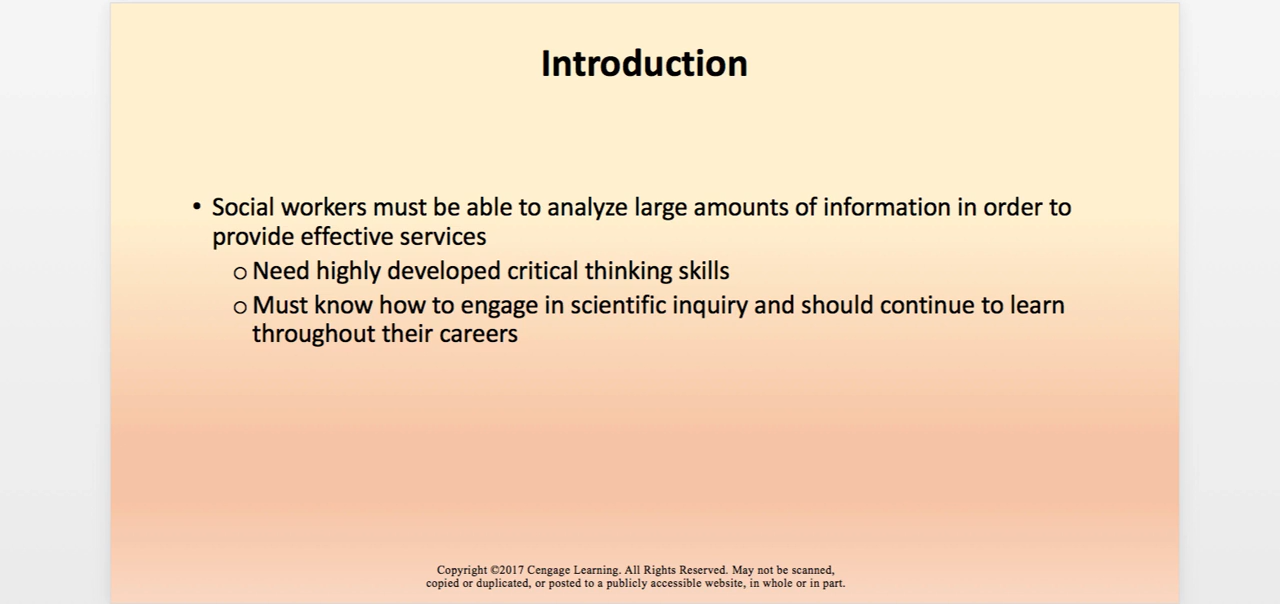 Introduction
• Social workers must be able to analyze large amounts of information in order to
provide effective services
o Need highly developed critical thinking skills
o Must know how to engage in scientific inquiry and should continue to learn
throughout their careers
Copyright ©2017 Cengage Learning. All Rights Reserved. May not be scanned,
copied or duplicated, or posted to a publicly accessible website, in whole or in part.